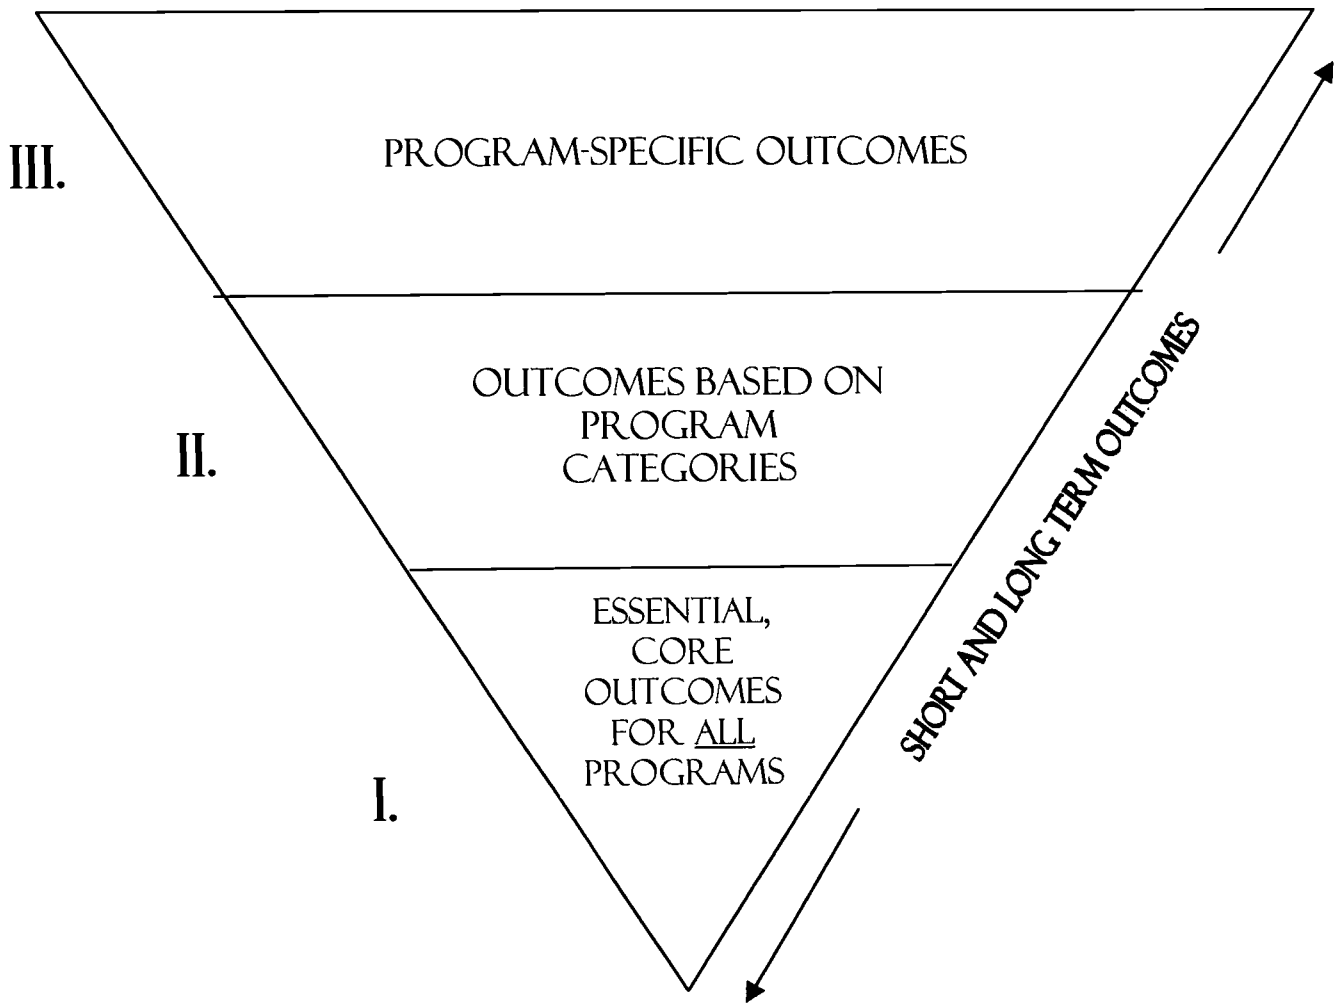 III.
PROGRAM-SPECIFIC OUTCOMES
II.
OUTCOMES BASED ON
PROGRAM
CATEGORIES
I.
ESSENTIAL,
CORE
OUTCOMES
FOR ALL
PROGRAMS
SHORT AND LONG TERM OUTCOMES